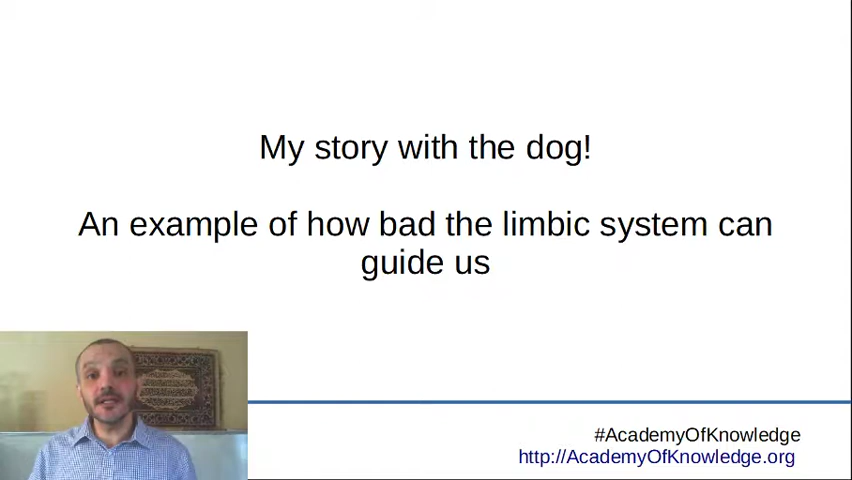 My story with the dog!
An example of how bad the limbic system can
guide us
#AcademyOfKnowledge
http://AcademyOfKnowledge.org